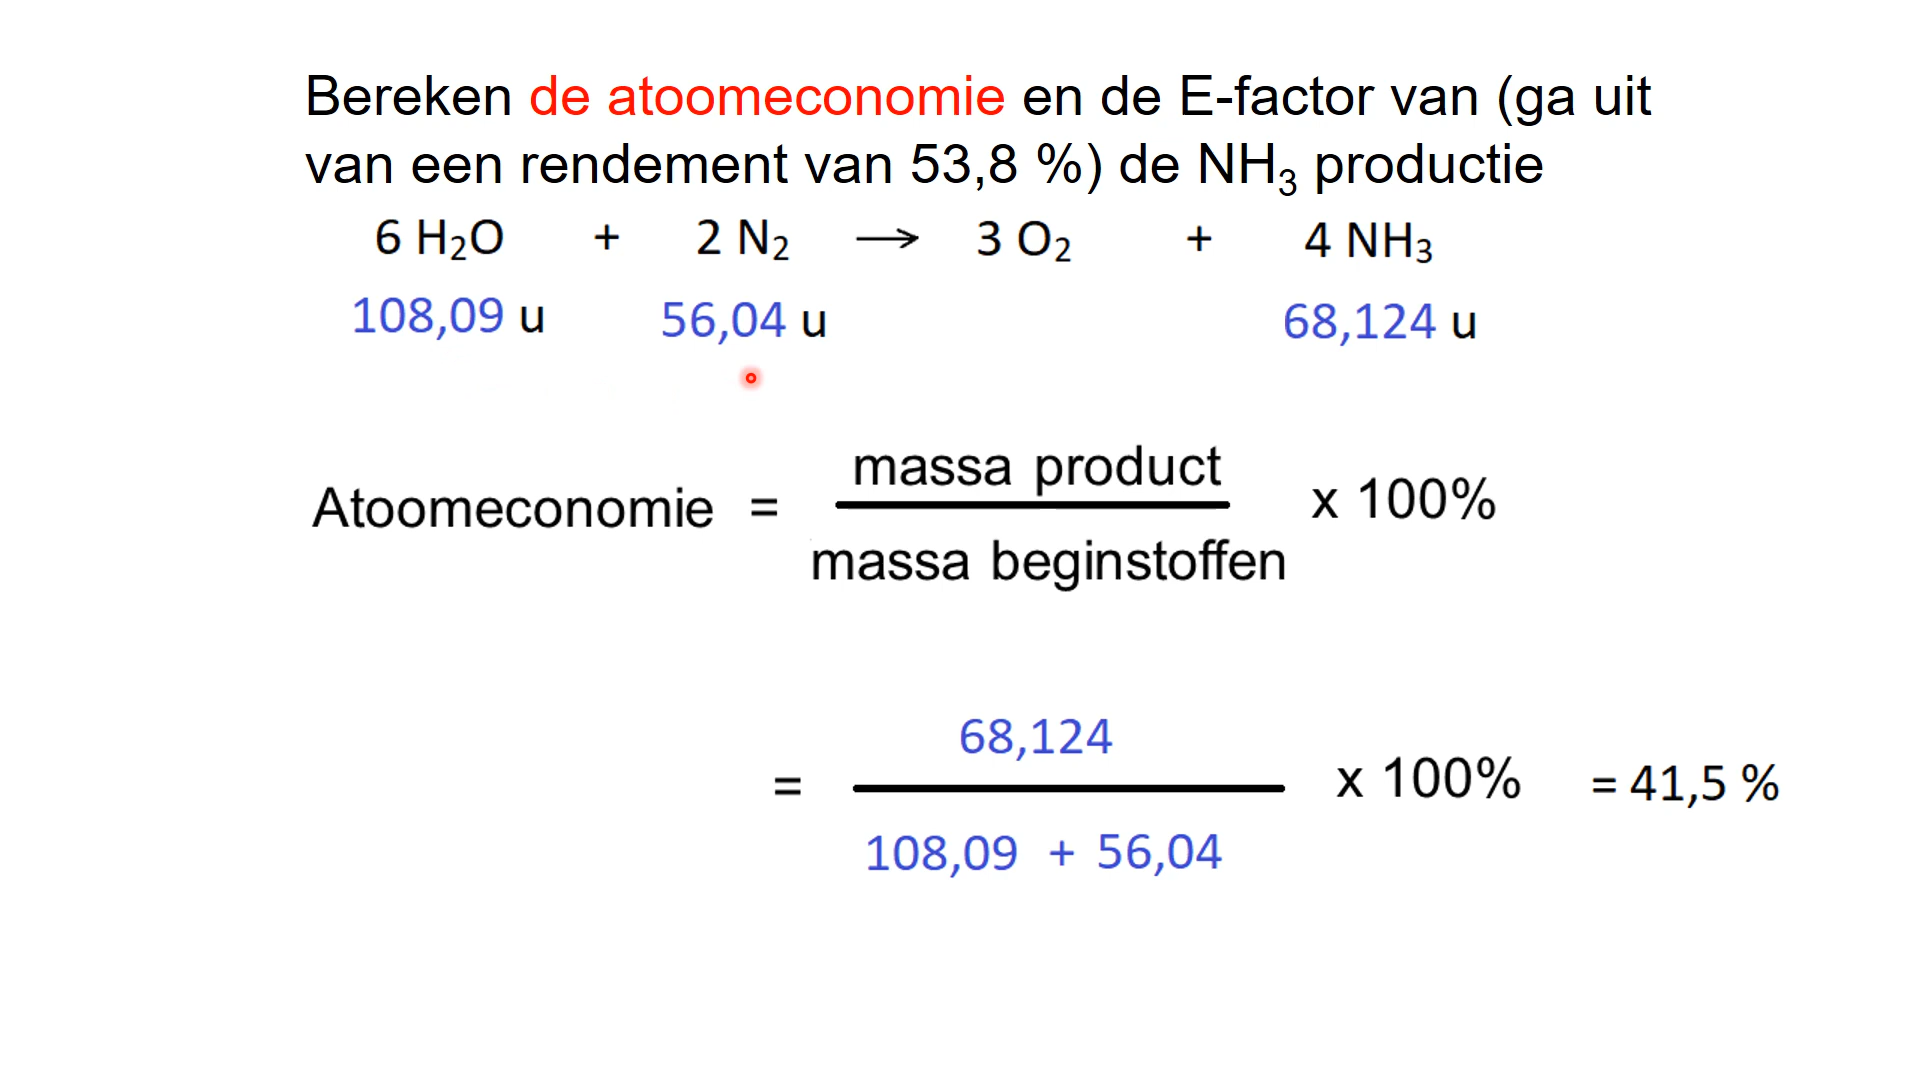 Bereken de atoomeconomie en de E-factor van (ga uit
van een rendement van 53,8 %) de NH₃ productie
6 H₂O + 2 N₂ → 3 O₂ + 4 NH₃
108,09 u 56,04 u 68,124 u
massa product
Atoomeconomie = x 100%
massa beginstoffen
68,124
= x 100% = 41,5 %
108,09 + 56,04